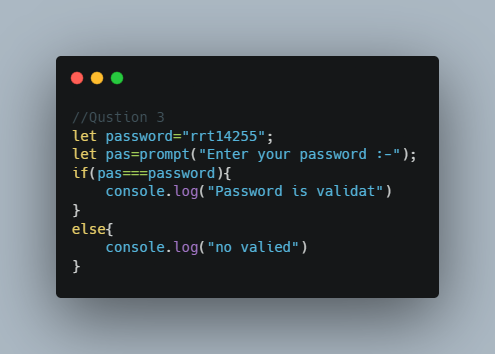 //Qustion 3
let password="rrt14255";
let pas=prompt("Enter your password :-");
if(pas===password){
    console.log("Password is validat")
}
else{
    console.log("no valied")
}